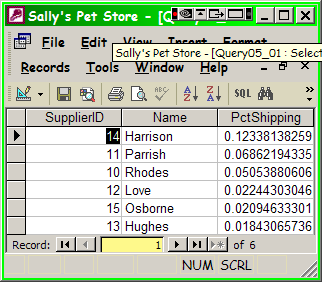 Sally's Pet Store - [Q
File Edit View Insert Format
Sally's Pet Store - [Query05_01 : Select
Records Tools Window Help
SQL
SupplierID Name PctShipping
14 Harrison 0.12338138259
11 Parrish 0.06862194335
10 Rhodes 0.05053880606
12 Love 0.02244303046
15 Osborne 0.02094633301
13 Hughes 0.01843065736
Record: 1 of 6
NUM SCRL